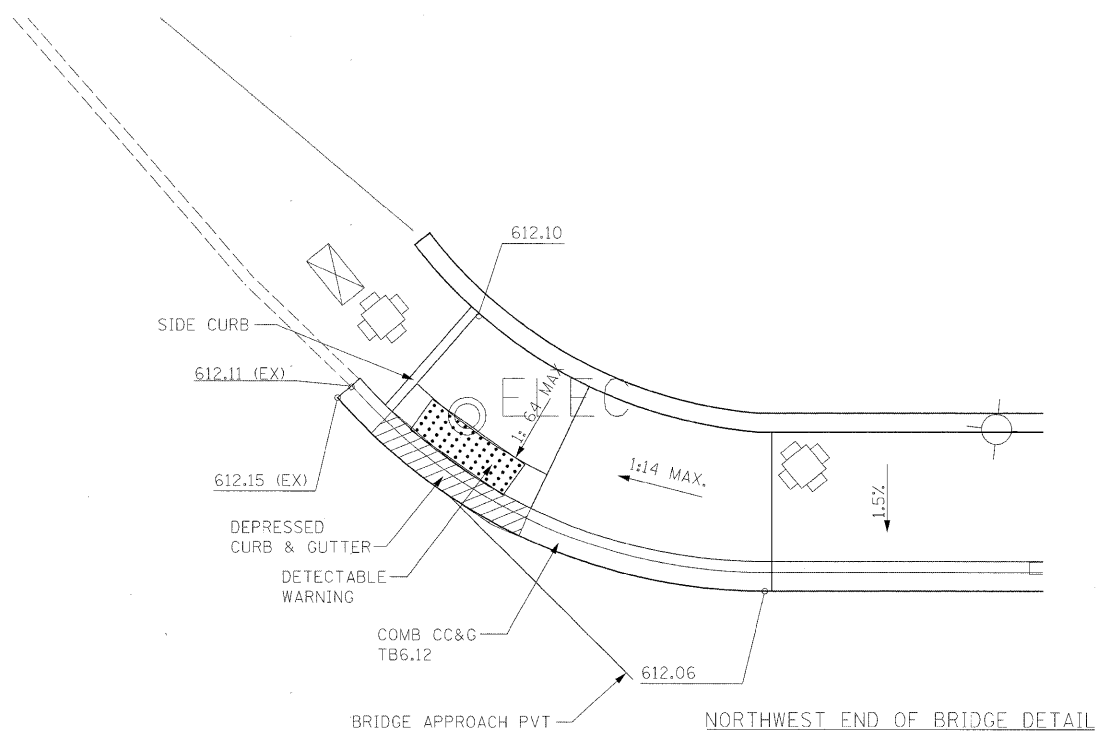 612.10
SIDE CURB
612.11 (EX)
ELEC
1:64 MAX
1:14 MAX.
1.5%
612.15 (EX)
DEPRESSED
CURB & GUTTER
DETECTABLE
WARNING
COMB CC&G
TB6.12
612.06
BRIDGE APPROACH PVT
NORTHWEST END OF BRIDGE DETAIL